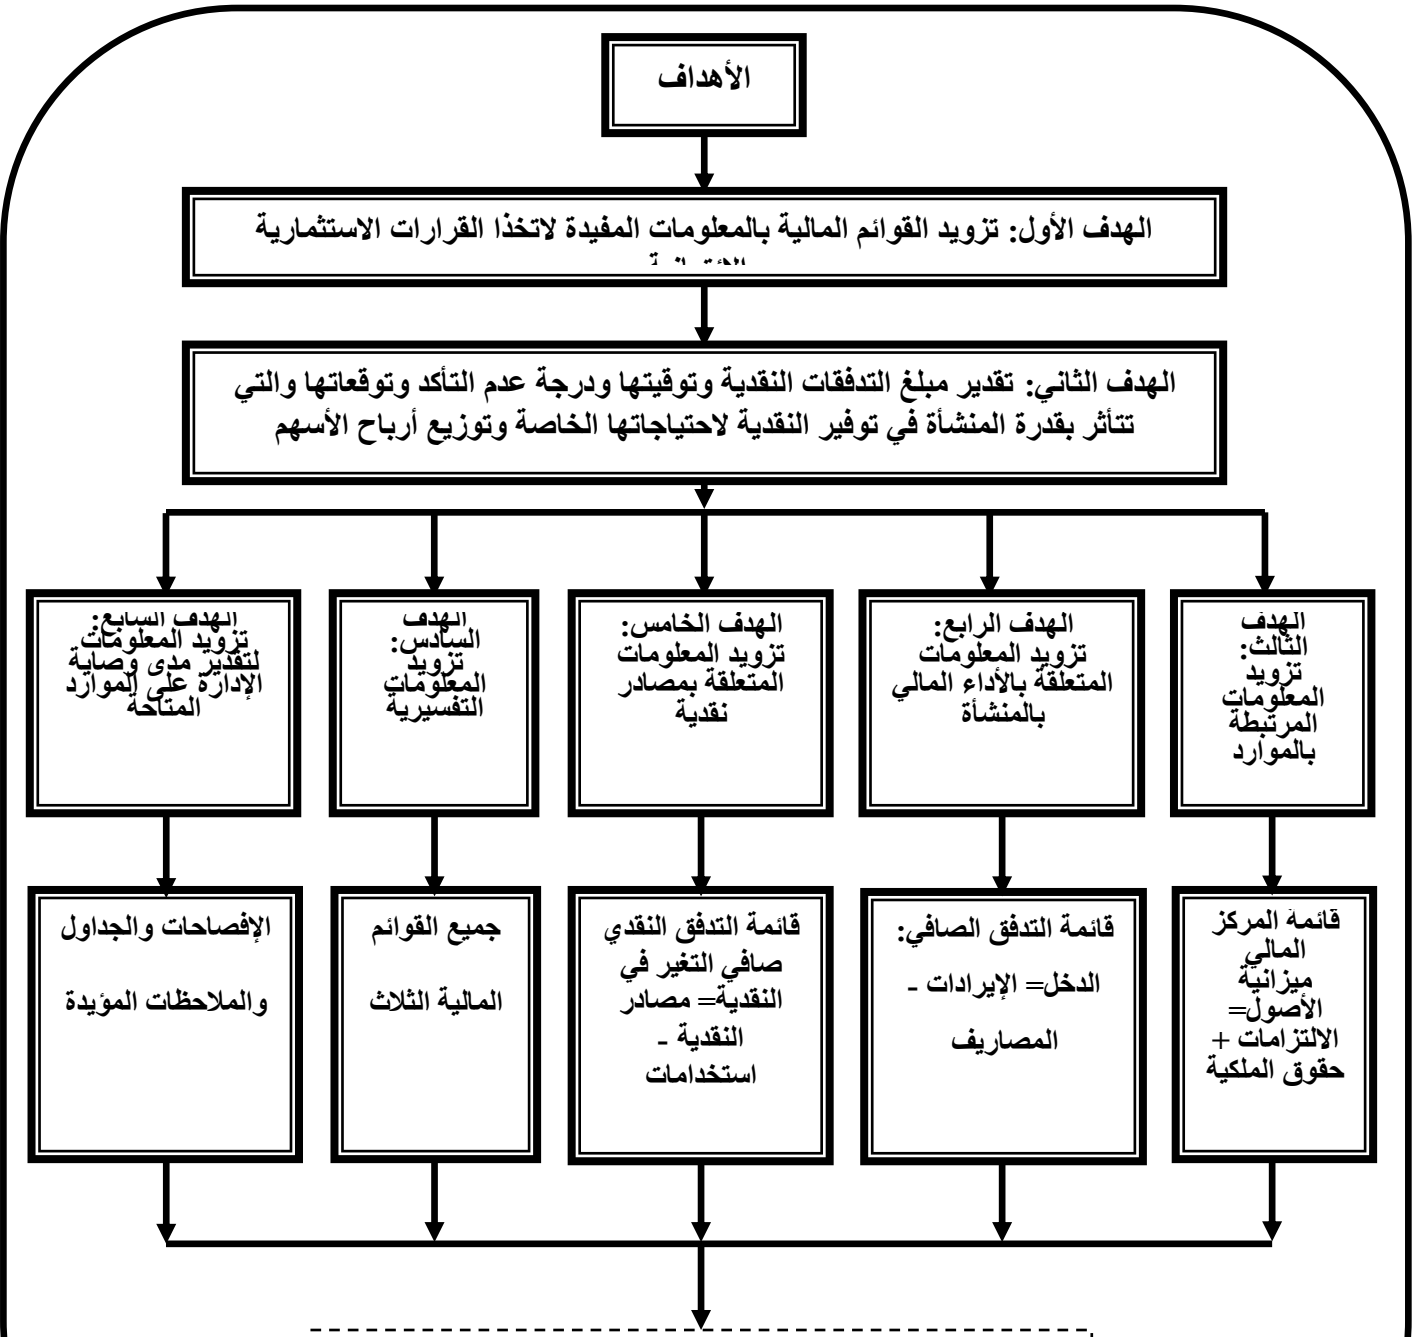 الأهداف
الهدف الأول: تزويد القوائم المالية بالمعلومات المفيدة لاتخذا القرارات الاستثمارية
الهدف الثاني: تقدير مبلغ التدفقات النقدية وتوقيتها ودرجة عدم التأكد وتوقعاتها والتي
تتأثر بقدرة المنشأة في توفير النقدية لاحتياجاتها الخاصة وتوزيع أرباح الأسهم
الهدف
الثالث:
تزويد
المعلومات
المرتبطة
بالموارد
الهدف الرابع:
تزويد المعلومات
المتعلقة بالأداء المالي
بالمنشأة
الهدف الخامس:
تزويد المعلومات
المتعلقة بمصادر
نقدية
الهدف
السادس:
تزويد
المعلومات
التفسيرية
الهدف السابع:
تزويد المعلومات
لتقدير مدى وصاية
الإدارة على الموارد
المتاحة
قائمة المركز
المالي
ميزانية
الأصول=
الالتزامات +
حقوق الملكية
قائمة التدفق الصافي:
الدخل= الإيرادات -
المصاريف
قائمة التدفق النقدي
صافي التغير في
النقدية= مصادر
النقدية -
استخدامات
جميع القوائم
المالية الثلاث
الإفصاحات والجداول
والملاحظات المؤيدة